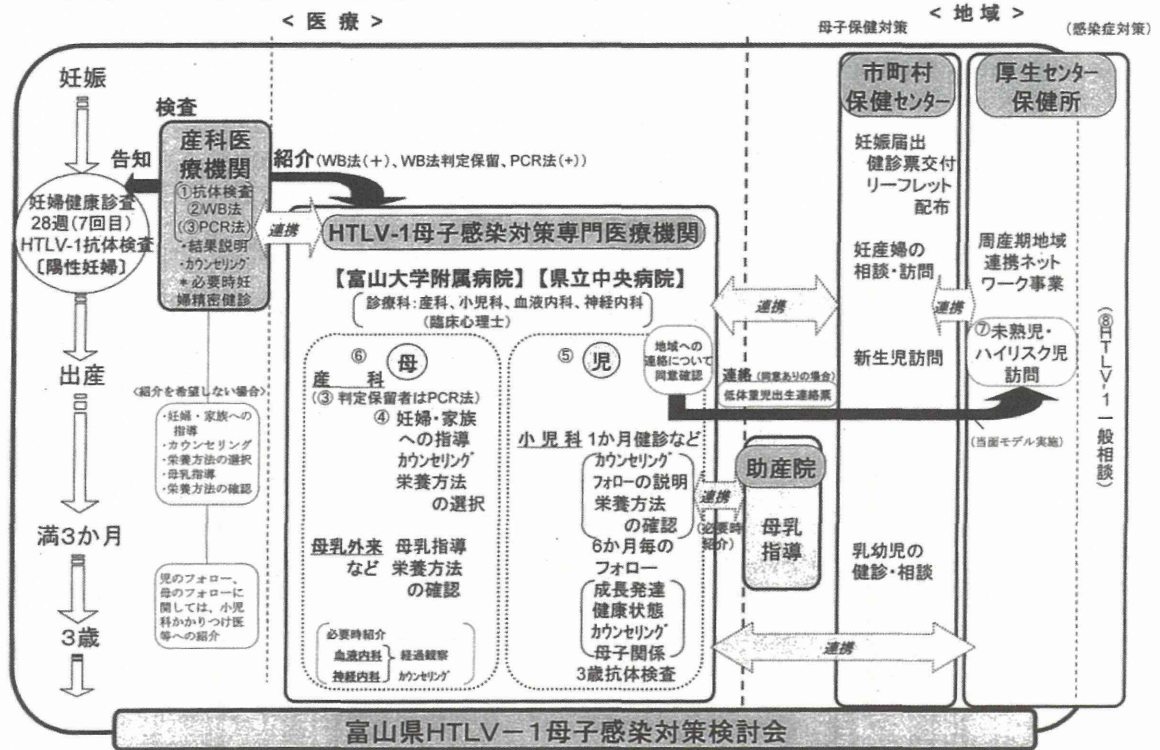 ＜医療＞
＜地域＞
母子保健対策
(感染症対策)
妊娠
妊婦健康診査
28週(7回目)
HTLV-1抗体検査
〔陽性妊婦〕
出産
満3か月
3歳
検査
告知
産科医
療機関
①抗体検査
②WB法
(③PCR法)
・結果説明
・カウンセリング
＊必要時妊
婦精密健診
紹介(WB法(+)、WB法判定保留、PCR法(+))
連携
<紹介を希望しない場合>
・妊婦・家族への
指導
・カウンセリング
・栄養方法の選択
・母乳指導
・栄養方法の確認
児のフォロー、
母のフォローに
関しては、小児
科かかりつけ医
等への紹介
HTLV-1母子感染対策専門医療機関
【富山大学附属病院】【県立中央病院】
診療科：産科、小児科、血液内科、神経内科
(臨床心理士)
⑥ 母
産 科
(③ 判定保留者はPCR法)
④ 妊婦・家族
への指導
カウンセリング
栄養方法
の選択
母乳外来 母乳指導
など 栄養方法
の確認
必要時紹介
血液内科 経過観察
神経内科 カウンセリング
⑤ 児
地域への
連絡について
同意確認
小児科 1か月健診など
カウンセリング
フォローの説明
栄養方法
の確認
6か月毎の
フォロー
成長発達
健康状態
カウンセリング
母子関係
3歳抗体検査
連携
連絡(同意ありの場合)
低体重児出生連絡票
連携
(必要時
紹介)
助産院
母乳
指導
連携
市町村
保健センター
妊娠届出
健診票交付
リーフレット
配布
妊産婦の
相談・訪問
新生児訪問
乳幼児の
健診・相談
連携
厚生センター
保健所
周産期地域
連携ネット
ワーク事業
⑦未熟児・
ハイリスク児
訪問
(当面モデル実施)
(⑧HTLV1一般相談)
富山県HTLV－1母子感染対策検討会